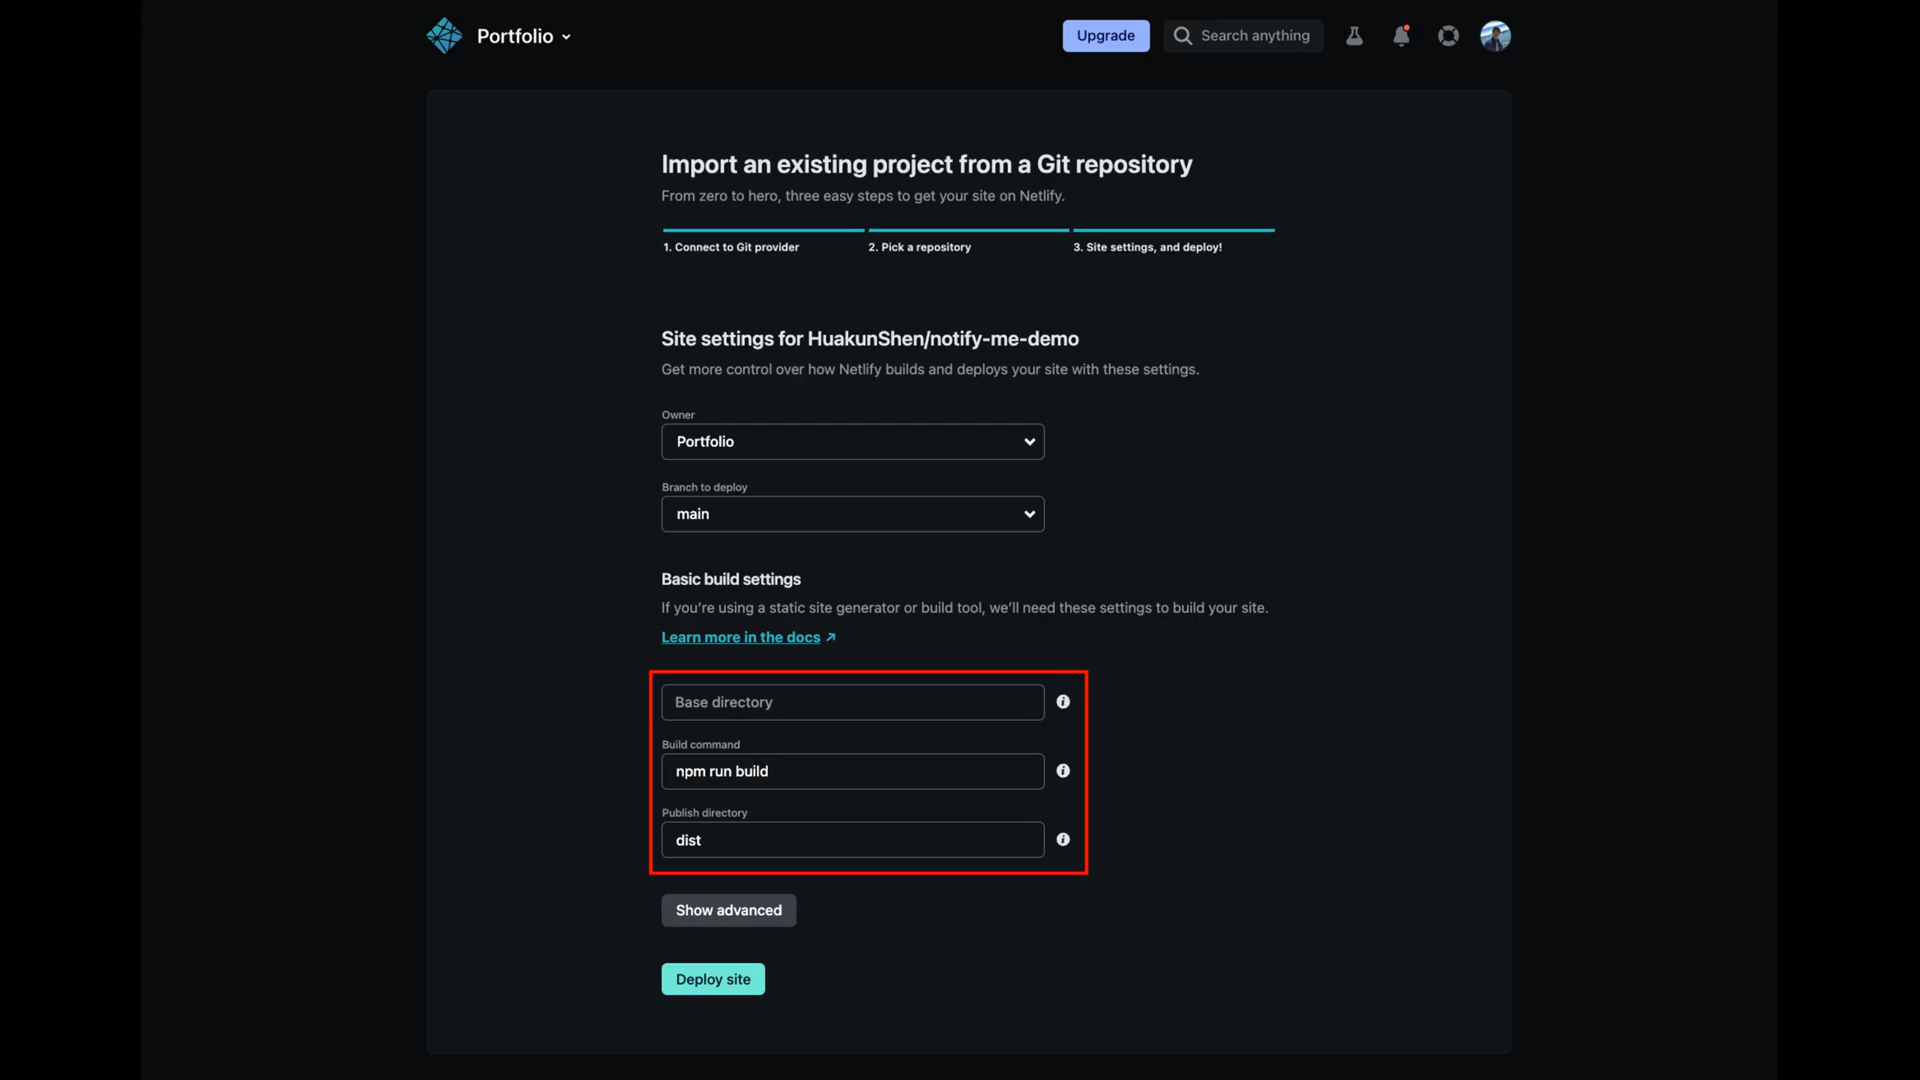 Portfolio
Upgrade
Search anything
Import an existing project from a Git repository
From zero to hero, three easy steps to get your site on Netlify.
1. Connect to Git provider
2. Pick a repository
3. Site settings, and deploy!
Site settings for HuakunShen/notify-me-demo
Get more control over how Netlify builds and deploys your site with these settings.
Owner
Portfolio
Branch to deploy
main
Basic build settings
If you’re using a static site generator or build tool, we’ll need these settings to build your site.
Learn more in the docs ↗
Base directory
Build command
npm run build
Publish directory
dist
Show advanced
Deploy site